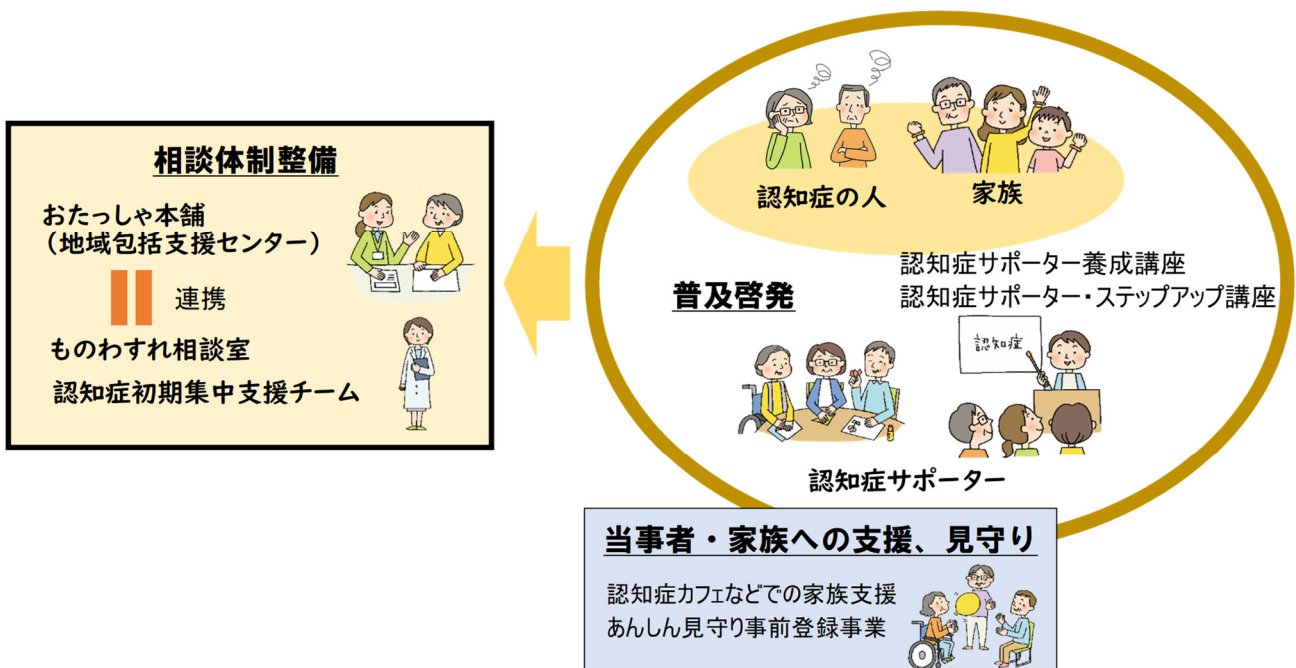 相談体制整備
おたっしゃ本舗
（地域包括支援センター）
連携
ものわすれ相談室
認知症初期集中支援チーム
認知症の人
家族
普及啓発
認知症サポーター養成講座
認知症サポーター・ステップアップ講座
認知症
認知症サポーター
当事者・家族への支援、見守り
認知症カフェなどでの家族支援
あんしん見守り事前登録事業